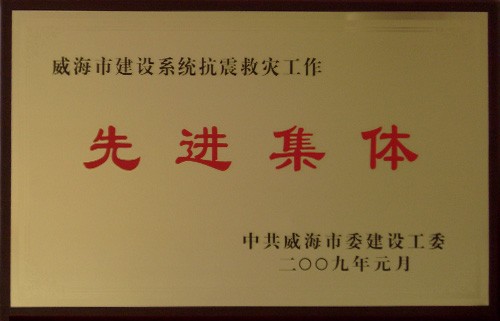 威海市建设系统抗震救灾工作
先进集体
中共威海市委建设工委
二〇〇九年元月